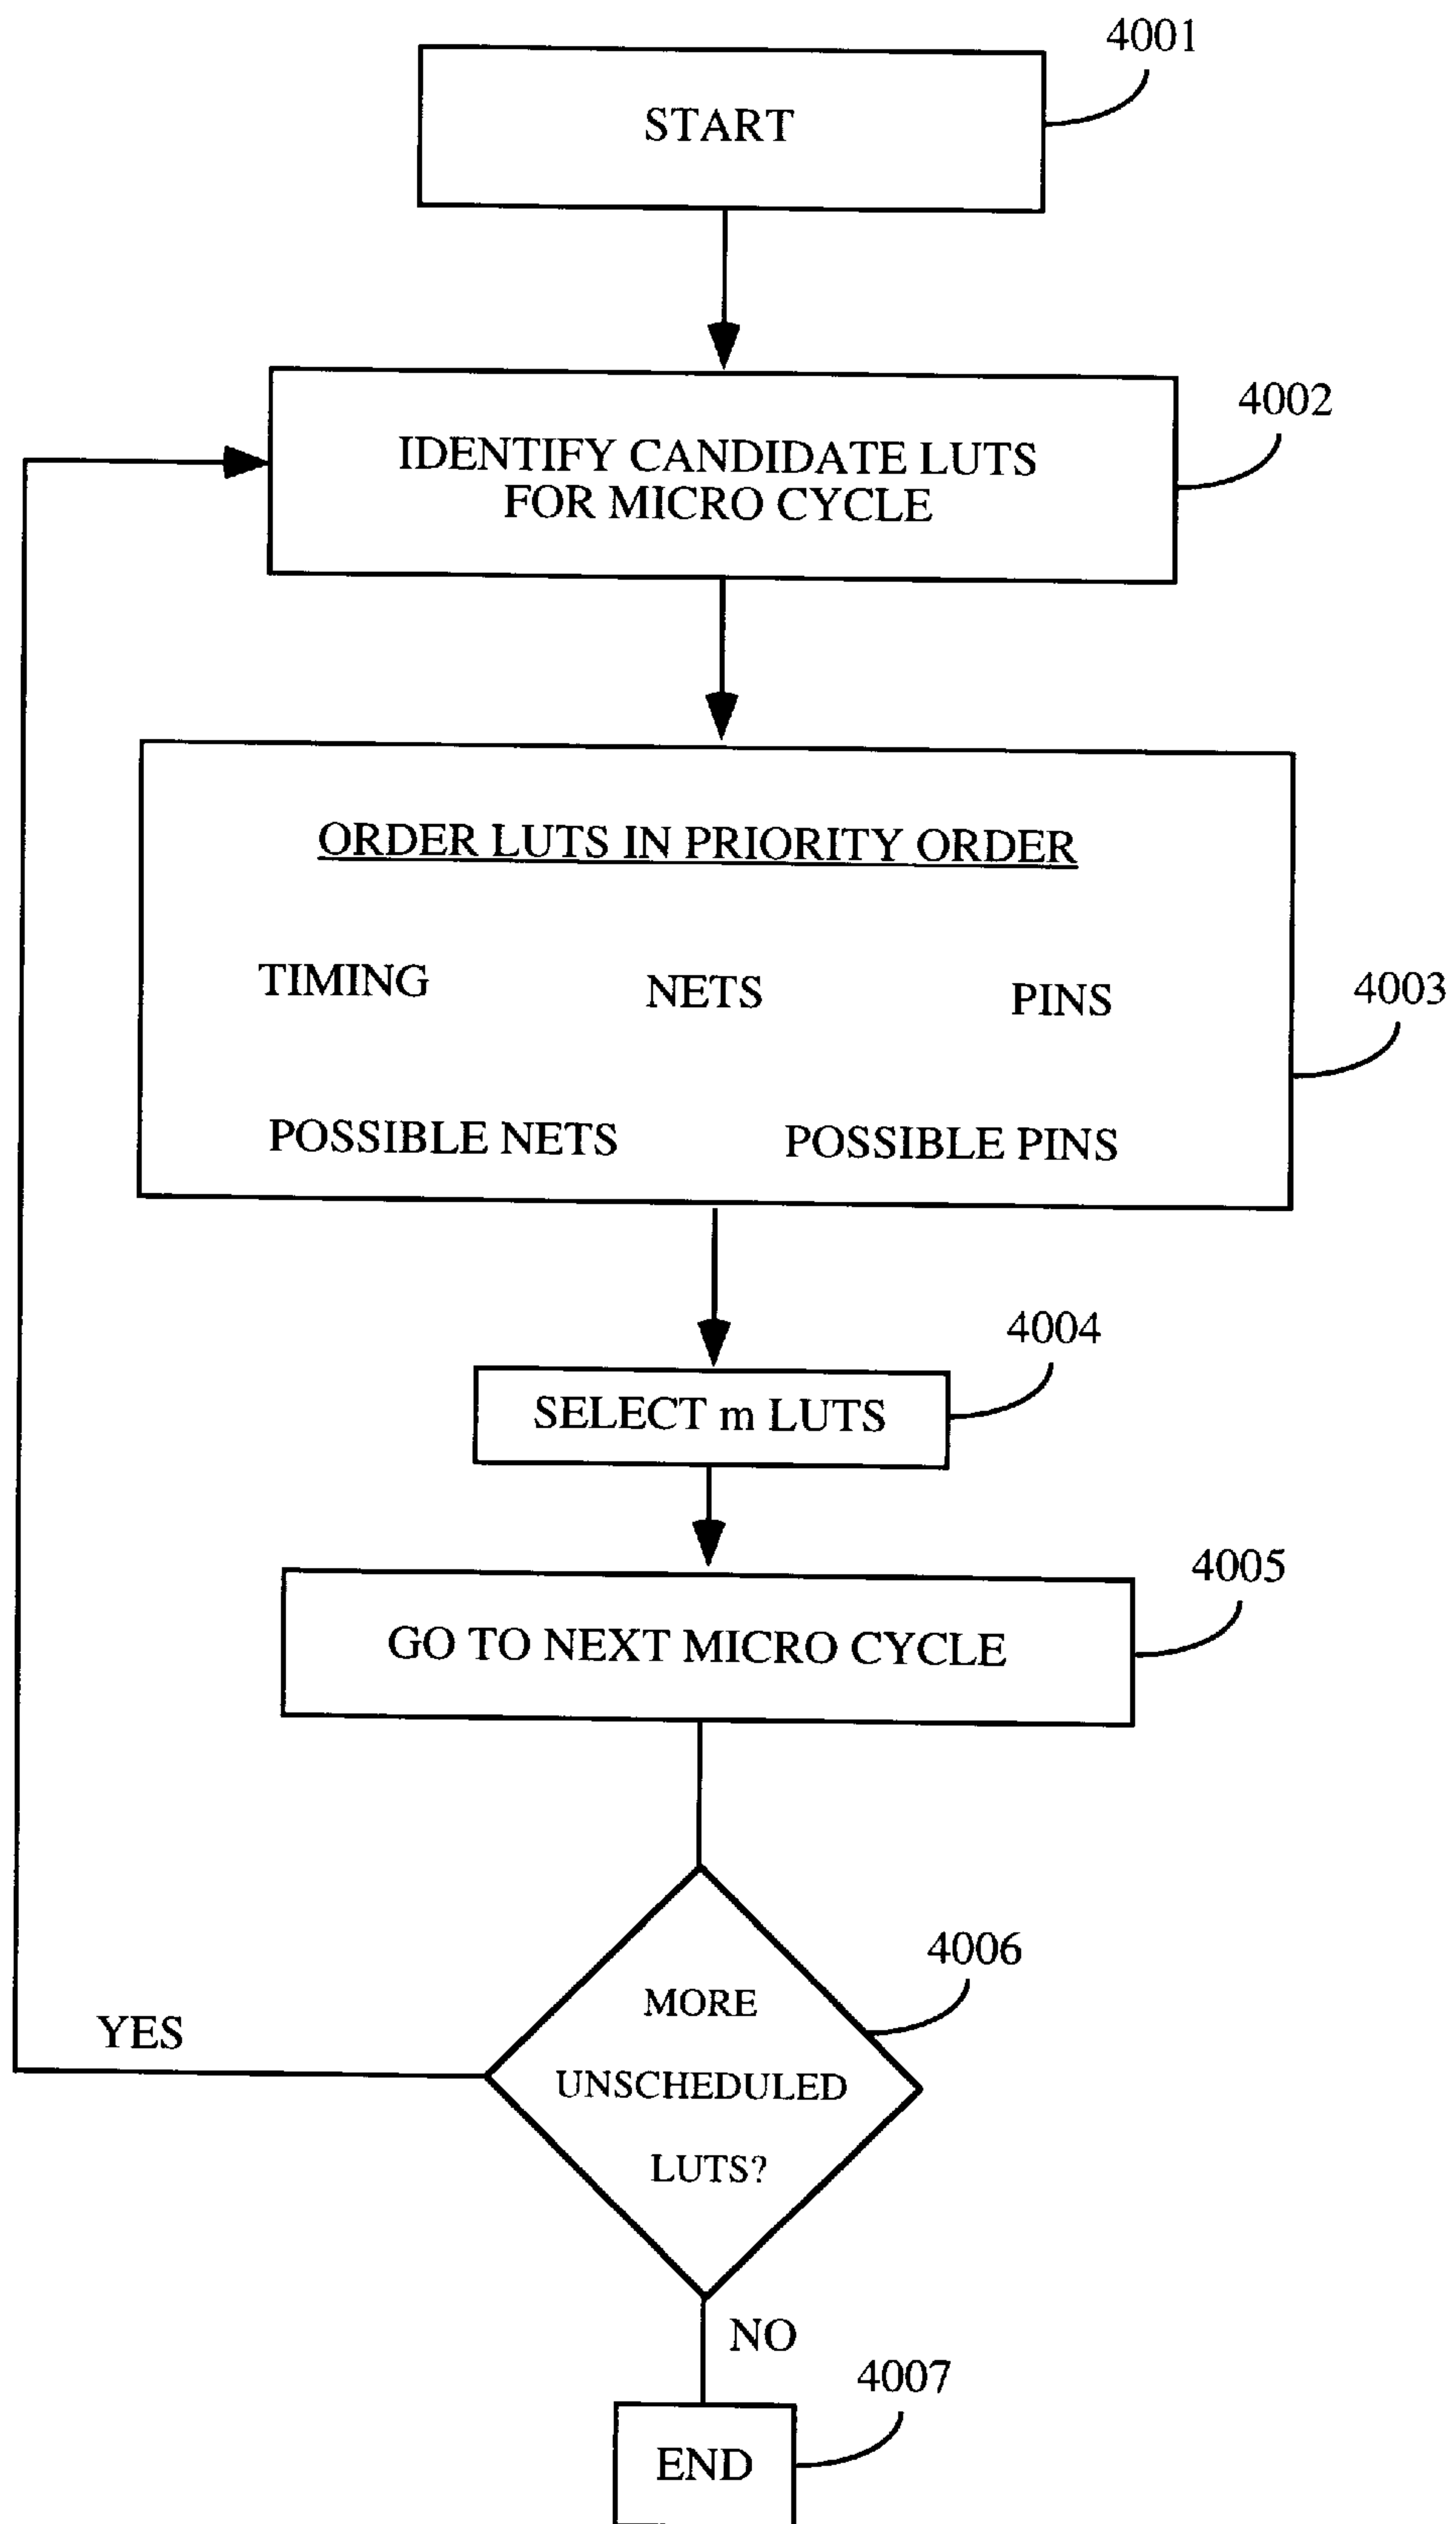 4001
START
4002
IDENTIFY CANDIDATE LUTS
FOR MICRO CYCLE
ORDER LUTS IN PRIORITY ORDER
TIMING NETS PINS
4003
POSSIBLE NETS POSSIBLE PINS
4004
SELECT m LUTS
4005
GO TO NEXT MICRO CYCLE
4006
MORE
UNSCHEDULED
LUTS?
YES
NO
4007
END